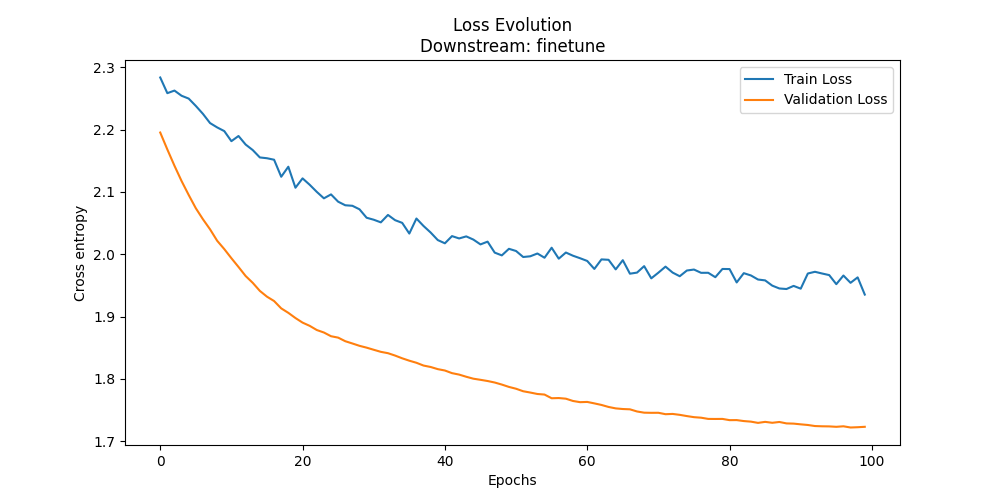 Loss Evolution
Downstream: finetune
Train Loss
Validation Loss
Cross entropy
2.3
2.2
2.1
2.0
1.9
1.8
1.7
0 20 40 60 80 100
Epochs